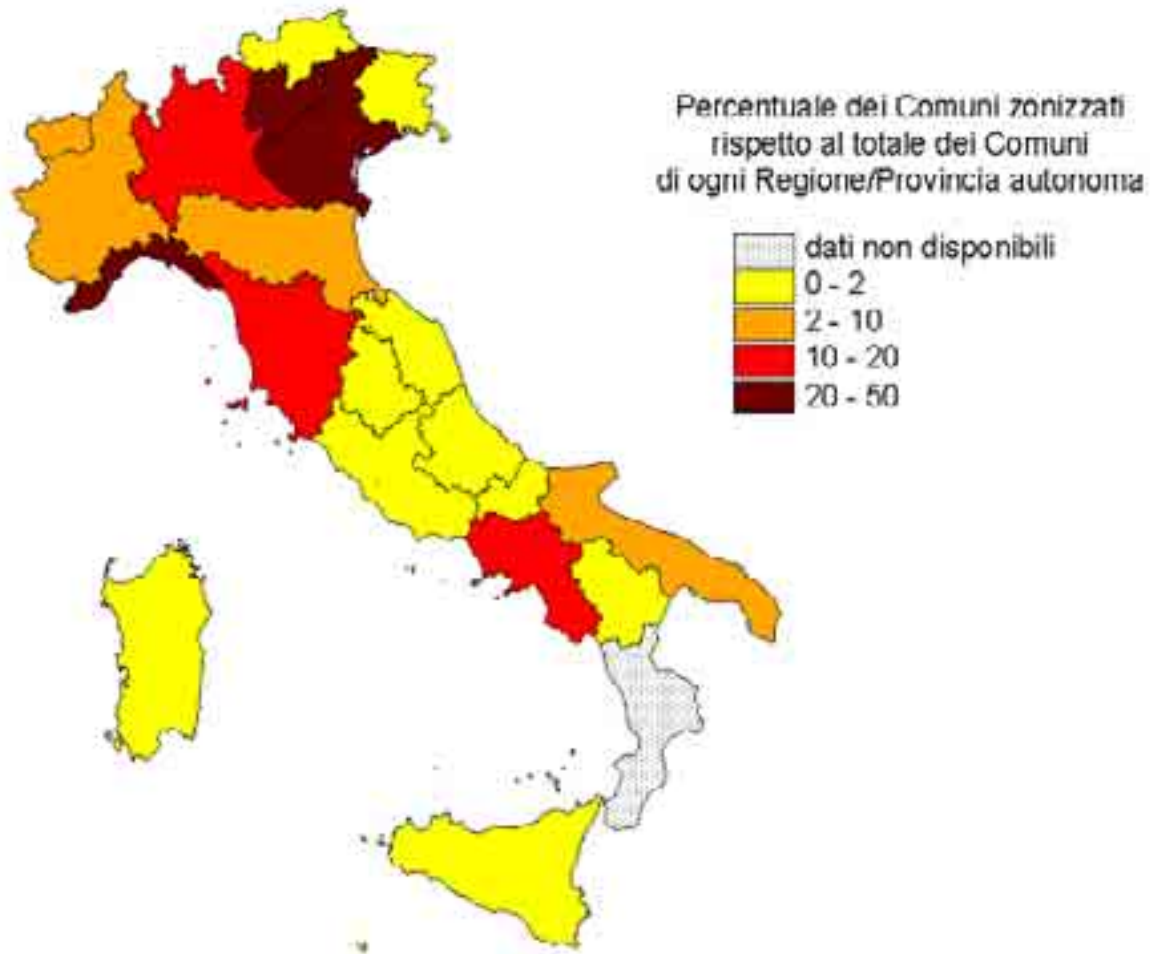 Percentuale dei Comuni zonizzati
rispetto al totale dei Comuni
di ogni Regione/Provincia autonoma
dati non disponibili
0 - 2
2 - 10
10 - 20
20 - 50